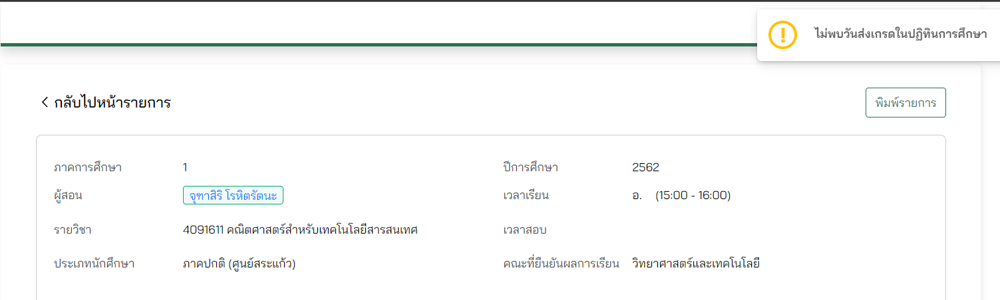 ไม่พบวันส่งเกรดในปฏิทินการศึกษา
กลับไปหน้ารายการ
พิมพ์รายการ
ภาคการศึกษา 1 ปีการศึกษา 2562
ผู้สอน จุฑาสิริ โรหิตรัตนะ เวลาเรียน อ. (15:00 - 16:00)
รายวิชา 4091611 คณิตศาสตร์สำหรับเทคโนโลยีสารสนเทศ เวลาสอบ
ประเภทนักศึกษา ภาคปกติ (ศูนย์สระแก้ว) คณะที่ยืนยันผลการเรียน วิทยาศาสตร์และเทคโนโลยี